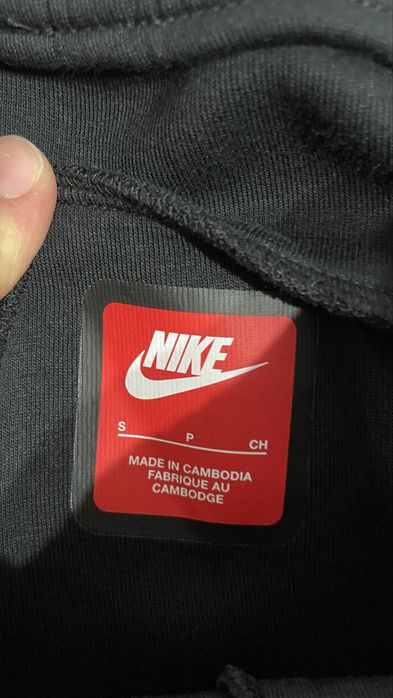 NIKE
S P CH
MADE IN CAMBODIA
FABRIQUE AU
CAMBODGE